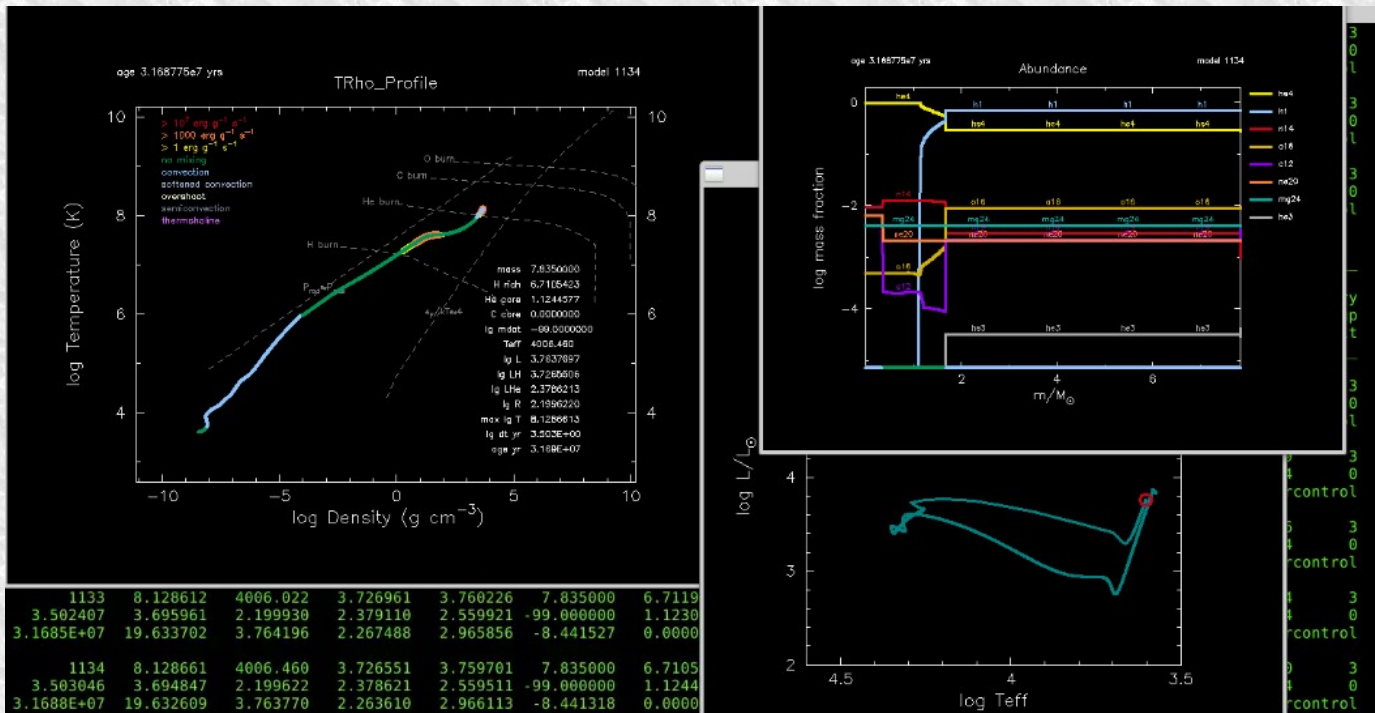 age 3.168775e7 yrs
TRho_Profile
model 1134
10
8
6
4
log Temperature (K)
> 10⁷ erg g⁻¹ s⁻¹
> 1000 erg g⁻¹ s⁻¹
> 1 erg g⁻¹ s⁻¹
no mixing
convection
softened convection
overshoot
semiconvection
thermohaline
O burn
C burn
He burn
H burn
10
8
6
4
mass 7.8350000
H rich 6.7105423
He core 1.1244577
C core 0.0000000
lg mdot -99.0000000
Teff 4006.460
lg L 3.7637697
lg LH 3.7265506
lg LHe 2.3786213
lg R 2.1996220
max lg T 8.1286613
lg dt yr 3.503E+00
age yr 3.169E+07
-10 -5 0 5 10
log Density (g cm⁻³)
age 3.168775e7 yrs
Abundance
model 1134
0
-2
-4
log mass fraction
he4
h1 h1 h1 h1
he4 he4 he4 he4
n14
o16 o16 o16 o16
mg24 mg24 mg24 mg24 mg24
ne20 ne20 ne20 ne20 ne20
o16
c12
he3 he3 he3 he3
2 4 6
m/M☉
he4
h1
n14
o16
c12
ne20
mg24
he3
log L/L☉
4
3
2
4.5 4 3.5
log Teff
1133 8.128612 4006.022 3.726961 3.760226 7.835000 6.7119
3.502407 3.695961 2.199930 2.379110 2.559921 -99.000000 1.1230
3.1685E+07 19.633702 3.764196 2.267488 2.965856 -8.441527 0.0000
1134 8.128661 4006.460 3.726551 3.759701 7.835000 6.7105
3.503046 3.694847 2.199622 2.378621 2.559511 -99.000000 1.1244
3.1688E+07 19.632609 3.763770 2.263610 2.966113 -8.441318 0.0000
rcontrol
rcontrol
rcontrol
rcontrol